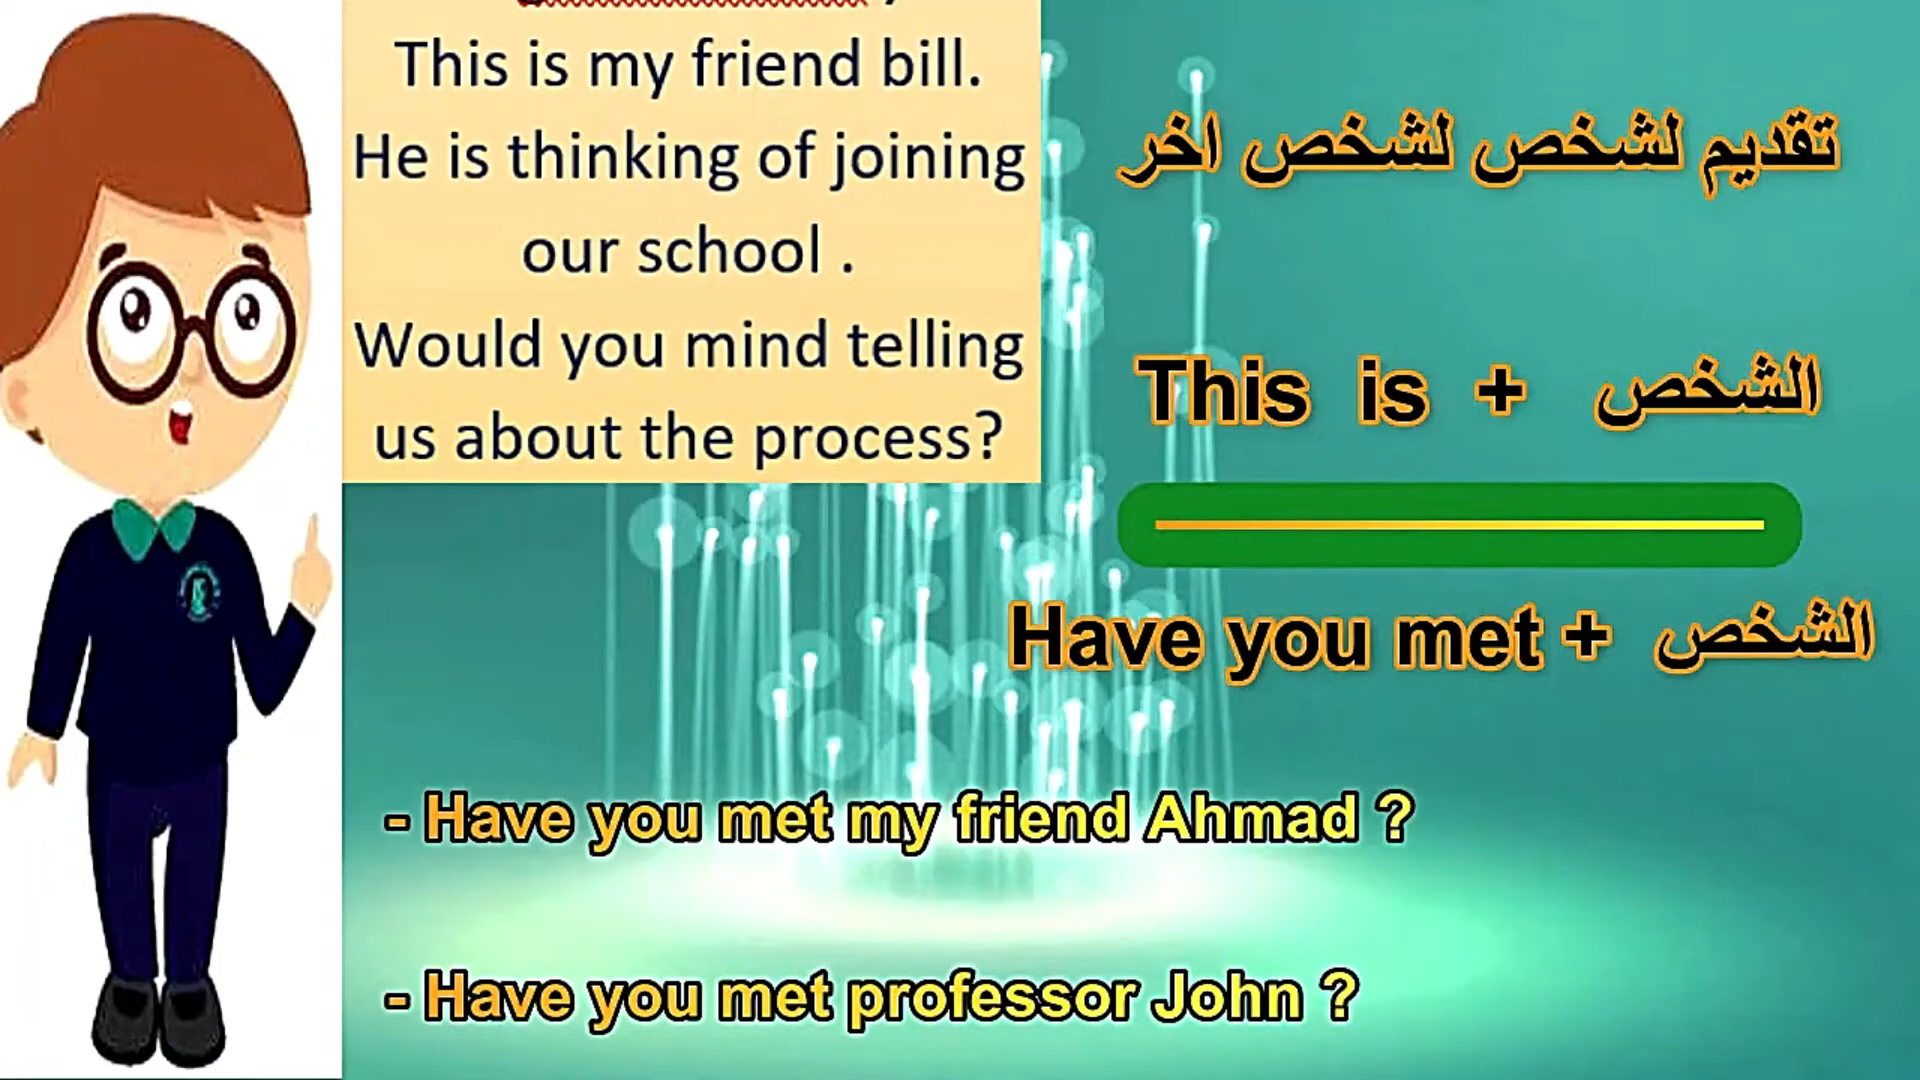 This is my friend bill.
He is thinking of joining
our school .
Would you mind telling
us about the process?
تقديم لشخص لشخص اخر
This is + الشخص
Have you met + الشخص
- Have you met my friend Ahmad ?
- Have you met professor John ?